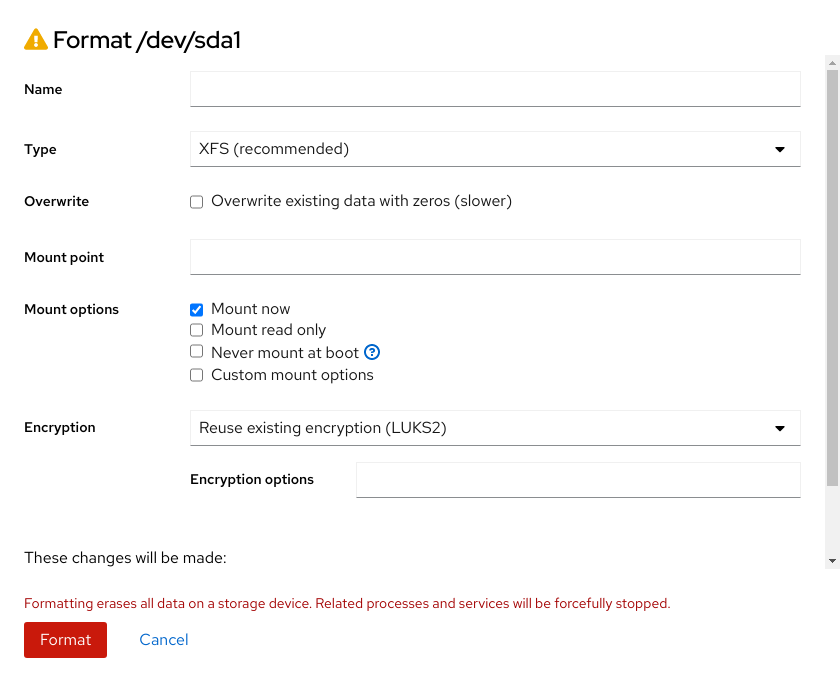 Format /dev/sda1
Name
Type
XFS (recommended)
Overwrite
Overwrite existing data with zeros (slower)
Mount point
Mount options
Mount now
Mount read only
Never mount at boot
Custom mount options
Encryption
Reuse existing encryption (LUKS2)
Encryption options
These changes will be made:
Formatting erases all data on a storage device. Related processes and services will be forcefully stopped.
Format
Cancel